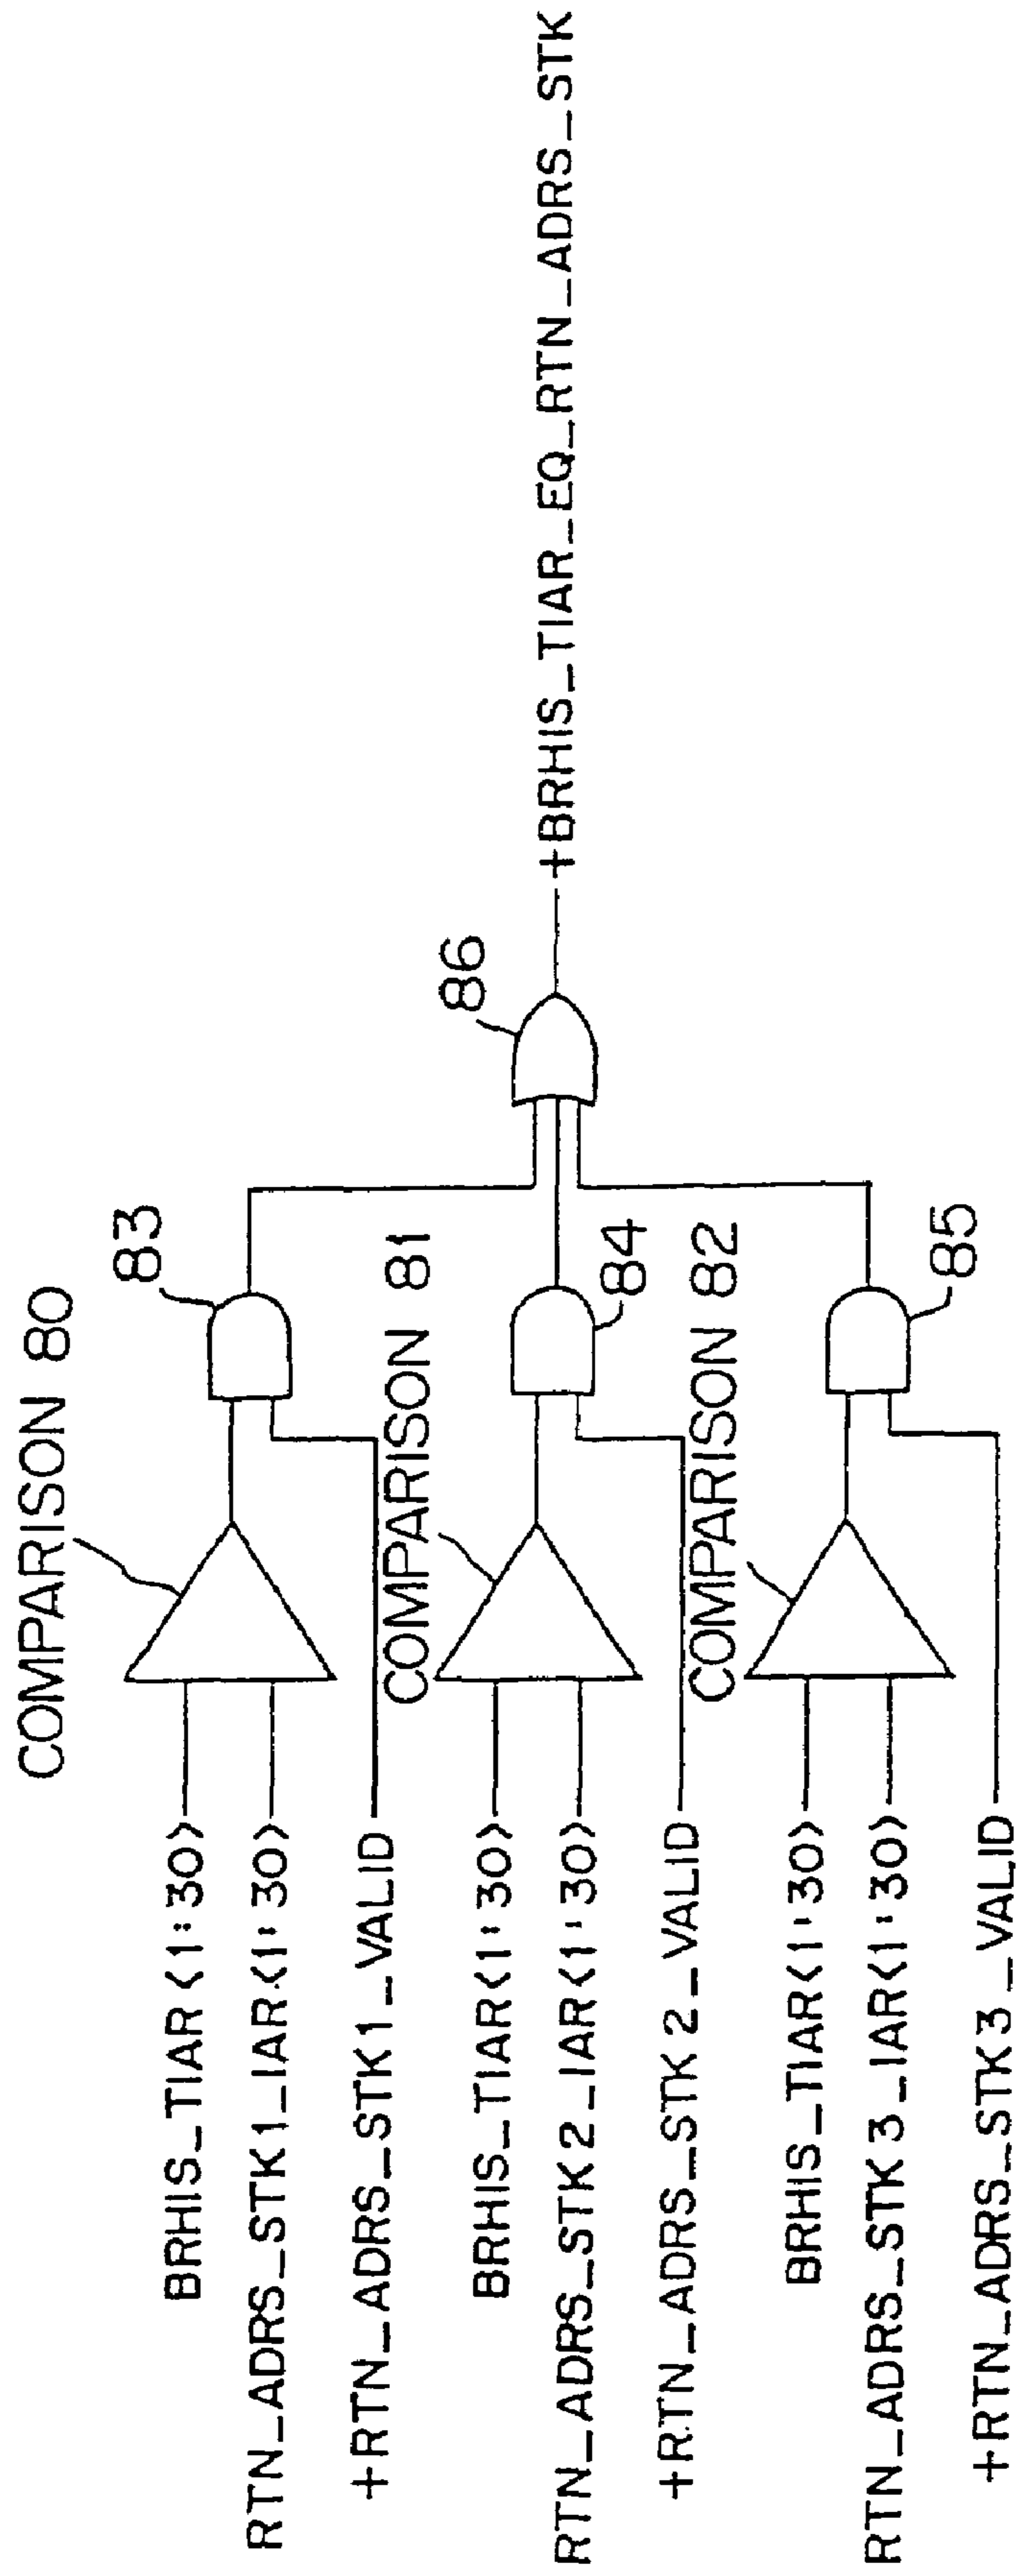 COMPARISON 80
BRHIS_TIAR<1:30>
RTN_ADRS_STK1_IAR<1:30>
83
+RTN_ADRS_STK1_VALID
COMPARISON 81
BRHIS_TIAR<1:30>
RTN_ADRS_STK2_IAR<1:30>
84
86
+BRHIS_TIAR_EQ_RTN_ADRS_STK
+RTN_ADRS_STK2_VALID
COMPARISON 82
BRHIS_TIAR<1:30>
RTN_ADRS_STK3_IAR<1:30>
85
+RTN_ADRS_STK3_VALID